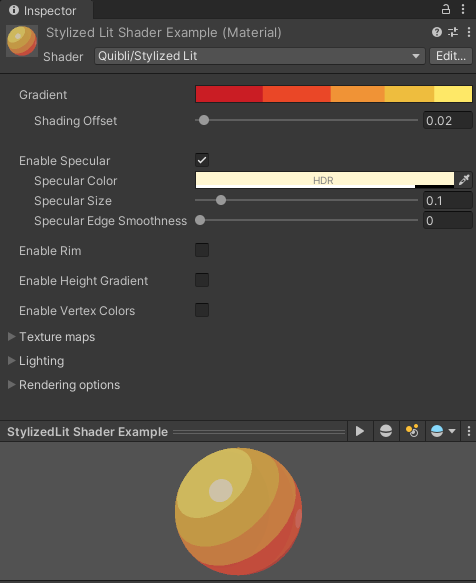 Inspector
Stylized Lit Shader Example (Material)
Shader Quibli/Stylized Lit Edit...
Gradient
Shading Offset 0.02
Enable Specular
Specular Color HDR
Specular Size 0.1
Specular Edge Smoothness 0
Enable Rim
Enable Height Gradient
Enable Vertex Colors
Texture maps
Lighting
Rendering options
StylizedLit Shader Example